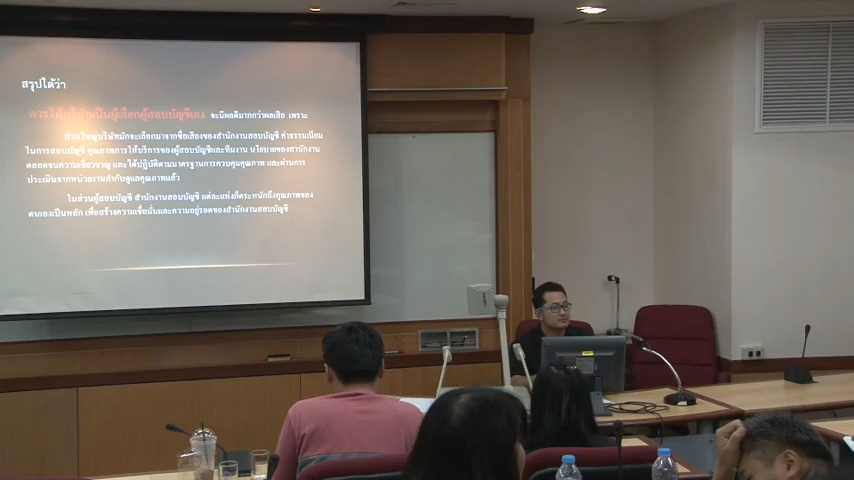 สรุปได้ว่า
การให้บริษัทเป็นผู้เลือกผู้สอบบัญชีเอง จะมีผลดีมากกว่าผลเสีย เพราะ
ส่วนใหญ่บริษัทมักจะเลือกมาจากชื่อเสียงของสำนักงานสอบบัญชี ค่าธรรมเนียม
ในการสอบบัญชี คุณภาพการให้บริการของผู้สอบบัญชีและทีมงาน นโยบายของสำนักงาน
ตลอดจนความเชี่ยวชาญ และได้ปฏิบัติตามมาตรฐานการควบคุมคุณภาพ และผ่านการ
ประเมินจากหน่วยงานกำกับดูแลคุณภาพแล้ว
ในส่วนผู้สอบบัญชี สำนักงานสอบบัญชี แต่ละแห่งก็ตระหนักถึงคุณภาพของ
ตนเองเป็นหลัก เพื่อสร้างความเชื่อมั่นและความอยู่รอดของสำนักงานสอบบัญชี